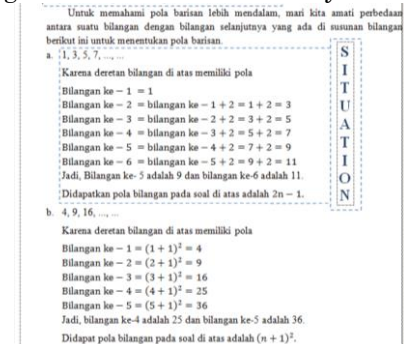 Untuk memahami pola barisan lebih mendalam, mari kita amati perbedaan
antara suatu bilangan dengan bilangan selanjutnya yang ada di susunan bilangan
berikut ini untuk menentukan pola barisan.
a. 1, 3, 5, 7, ..., ...
Karena deretan bilangan di atas memiliki pola
Bilangan ke − 1 = 1
Bilangan ke − 2 = bilangan ke − 1 + 2 = 1 + 2 = 3
Bilangan ke − 3 = bilangan ke − 2 + 2 = 3 + 2 = 5
Bilangan ke − 4 = bilangan ke − 3 + 2 = 5 + 2 = 7
Bilangan ke − 5 = bilangan ke − 4 + 2 = 7 + 2 = 9
Bilangan ke − 6 = bilangan ke − 5 + 2 = 9 + 2 = 11
Jadi, Bilangan ke- 5 adalah 9 dan bilangan ke-6 adalah 11.
Didapatkan pola bilangan pada soal di atas adalah 2n − 1.
SITUATION
b. 4, 9, 16, ..., ...
Karena deretan bilangan di atas memiliki pola
Bilangan ke − 1 = (1 + 1)² = 4
Bilangan ke − 2 = (2 + 1)² = 9
Bilangan ke − 3 = (3 + 1)² = 16
Bilangan ke − 4 = (4 + 1)² = 25
Bilangan ke − 5 = (5 + 1)² = 36
Jadi, bilangan ke-4 adalah 25 dan bilangan ke-5 adalah 36.
Didapat pola bilangan pada soal di atas adalah (n + 1)².